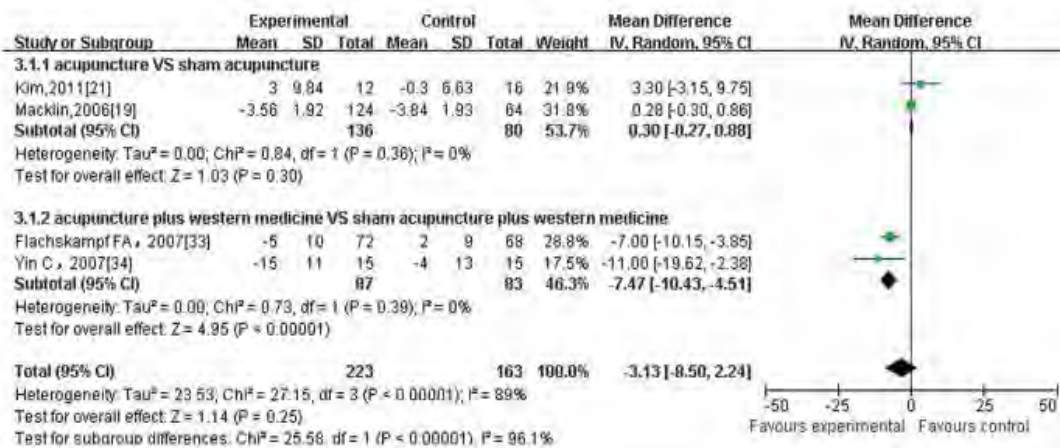 Experimental Control Mean Difference Mean Difference
Study or Subgroup Mean SD Total Mean SD Total Weight IV, Random, 95% CI IV, Random, 95% CI
3.1.1 acupuncture VS sham acupuncture
Kim,2011[21] 3 9.84 12 -0.3 6.63 16 21.9% 3.30 [-3.15, 9.75]
Macklin,2006[19] -3.56 1.92 124 -3.84 1.93 64 31.8% 0.28 [-0.30, 0.86]
Subtotal (95% CI) 136 80 53.7% 0.30 [-0.27, 0.88]
Heterogeneity: Tau² = 0.00; Chi² = 0.84, df = 1 (P = 0.36); I² = 0%
Test for overall effect: Z = 1.03 (P = 0.30)
3.1.2 acupuncture plus western medicine VS sham acupuncture plus western medicine
Flachskampf FA，2007[33] -5 10 72 2 9 68 28.8% -7.00 [-10.15, -3.85]
Yin C，2007[34] -15 11 15 -4 13 15 17.5% -11.00 [-19.62, -2.38]
Subtotal (95% CI) 87 83 46.3% -7.47 [-10.43, -4.51]
Heterogeneity: Tau² = 0.00; Chi² = 0.73, df = 1 (P = 0.39); I² = 0%
Test for overall effect: Z = 4.95 (P < 0.00001)
Total (95% CI) 223 163 100.0% -3.13 [-8.50, 2.24]
Heterogeneity: Tau² = 23.53; Chi² = 27.15, df = 3 (P < 0.00001); I² = 89%
Test for overall effect: Z = 1.14 (P = 0.25)
Test for subgroup differences: Chi² = 25.58, df = 1 (P < 0.00001), I² = 96.1%
-50 -25 0 25 50
Favours experimental Favours control